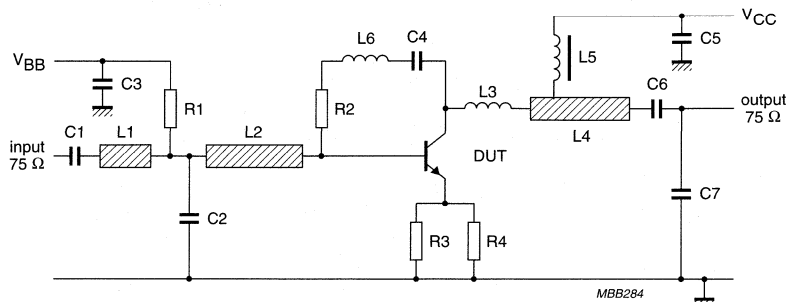 V_CC
L6
C4
L5
C5
V_BB
C3
R1
R2
L3
C6
output
75 Ω
input
75 Ω
C1
L1
L2
L4
DUT
C2
C7
R3
R4
MBB284